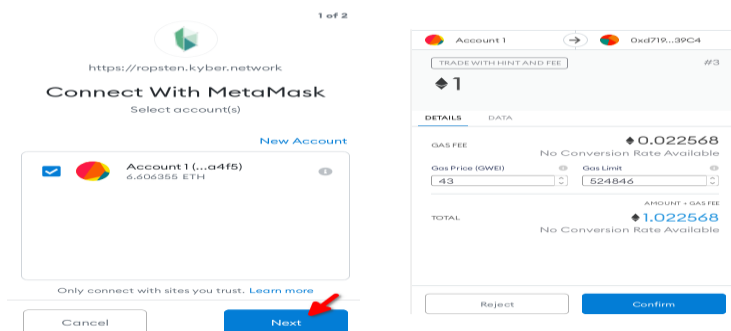 1 of 2
https://ropsten.kyber.network
Connect With MetaMask
Select account(s)
New Account
Account 1 (...a4f5)
6.606355 ETH
Only connect with sites you trust. Learn more
Cancel
Next
Account 1
0xd719...39C4
TRADE WITH HINT AND FEE
#3
1
DETAILS
DATA
GAS FEE
0.022568
No Conversion Rate Available
Gas Price (GWEI)
Gas Limit
43
524846
AMOUNT + GAS FEE
TOTAL
1.022568
No Conversion Rate Available
Reject
Confirm